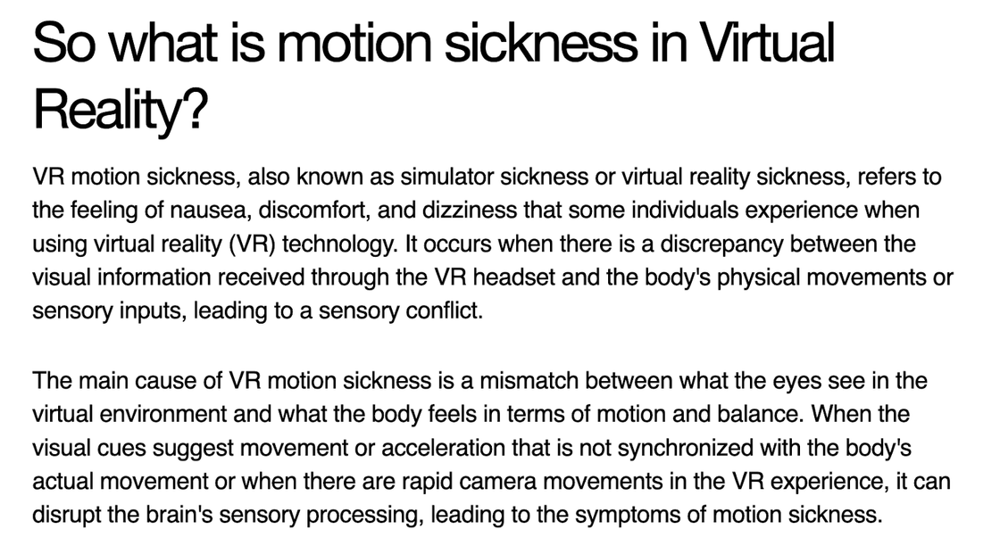 So what is motion sickness in Virtual
Reality?
VR motion sickness, also known as simulator sickness or virtual reality sickness, refers to
the feeling of nausea, discomfort, and dizziness that some individuals experience when
using virtual reality (VR) technology. It occurs when there is a discrepancy between the
visual information received through the VR headset and the body's physical movements or
sensory inputs, leading to a sensory conflict.
The main cause of VR motion sickness is a mismatch between what the eyes see in the
virtual environment and what the body feels in terms of motion and balance. When the
visual cues suggest movement or acceleration that is not synchronized with the body's
actual movement or when there are rapid camera movements in the VR experience, it can
disrupt the brain's sensory processing, leading to the symptoms of motion sickness.